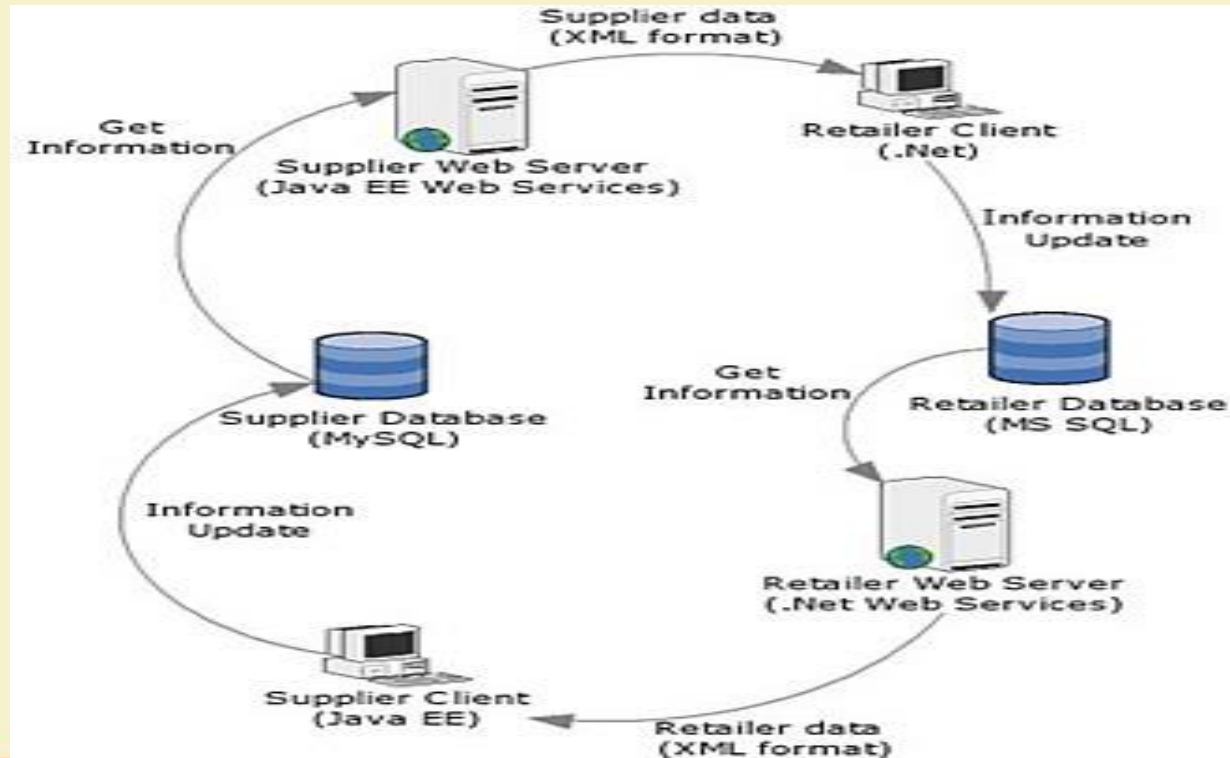 Supplier data
(XML format)
Get
Information
Supplier Web Server
(Java EE Web Services)
Retailer Client
(.Net)
Information
Update
Supplier Database
(MySQL)
Get
Information
Retailer Database
(MS SQL)
Information
Update
Retailer Web Server
(.Net Web Services)
Supplier Client
(Java EE)
Retailer data
(XML format)